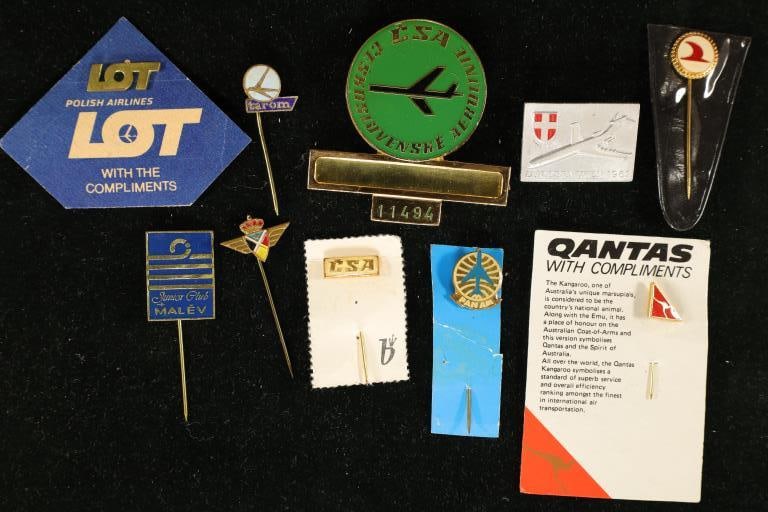 LOT
POLISH AIRLINES
LOT
WITH THE
COMPLIMENTS
tarom
ČSA
ČESKOSLOVENSKÉ AEROLINIE
11494
1962
Junior Club
MALÉV
ČSA
PAN AIR
QANTAS
WITH COMPLIMENTS
The Kangaroo, one of
Australia's unique marsupials,
is considered to be the
country's national animal.
Along with the Emu, it has
a place of honour on the
Australian Coat-of-Arms and
this version symbolises
Qantas and the Spirit of
Australia.
All over the world, the Qantas
Kangaroo symbolises a
standard of superb service
and overall efficiency
ranking amongst the finest
in international air
transportation.